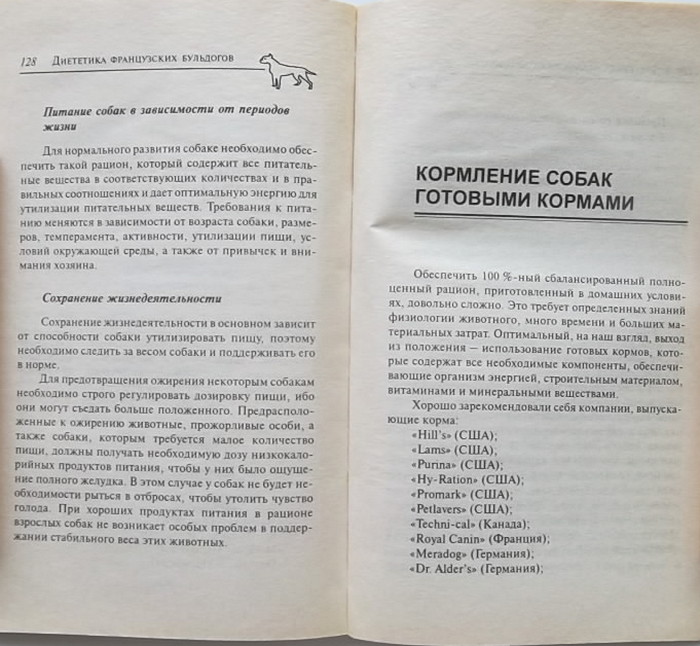 128 Диететика французских бульдогов
Питание собак в зависимости от периодов
жизни
Для нормального развития собаке необходимо обес-
печить такой рацион, который содержит все питатель-
ные вещества в соответствующих количествах и в пра-
вильных соотношениях и дает оптимальную энергию для
утилизации питательных веществ. Требования к пита-
нию меняются в зависимости от возраста собаки, разме-
ров, темперамента, активности, утилизации пищи, ус-
ловий окружающей среды, а также от привычек и вни-
мания хозяина.
Сохранение жизнедеятельности
Сохранение жизнедеятельности в основном зависит
от способности собаки утилизировать пищу, поэтому
необходимо следить за весом собаки и поддерживать его
в норме.
Для предотвращения ожирения некоторым собакам
необходимо строго регулировать дозировку пищи, ибо
они могут съедать больше положенного. Предрасполо-
женные к ожирению животные, прожорливые особи, а
также собаки, которым требуется малое количество
пищи, должны получать необходимую дозу низкокало-
рийных продуктов питания, чтобы у них было ощуще-
ние полного желудка. В этом случае у собак не будет не-
обходимости рыться в отбросах, чтобы утолить чувство
голода. При хороших продуктах питания в рационе
взрослых собак не возникает особых проблем в поддер-
жании стабильного веса этих животных.
КОРМЛЕНИЕ СОБАК
ГОТОВЫМИ КОРМАМИ
Обеспечить 100 %-ный сбалансированный полно-
ценный рацион, приготовленный в домашних услови-
ях, довольно сложно. Это требует определенных знаний
физиологии животного, много времени и больших ма-
териальных затрат. Оптимальный, на наш взгляд, выход
из положения — использование готовых кормов, кото-
рые содержат все необходимые компоненты, обеспечи-
вающие организм энергией, строительным материалом,
витаминами и минеральными веществами.
Хорошо зарекомендовали себя компании, выпуска-
ющие корма:
«Hill's» (США);
«Lams» (США);
«Purina» (США);
«Hy-Ration» (США);
«Promark» (США);
«Petlavers» (США);
«Techni-cal» (Канада);
«Royal Canin» (Франция);
«Meradog» (Германия);
«Dr. Alder's» (Германия);